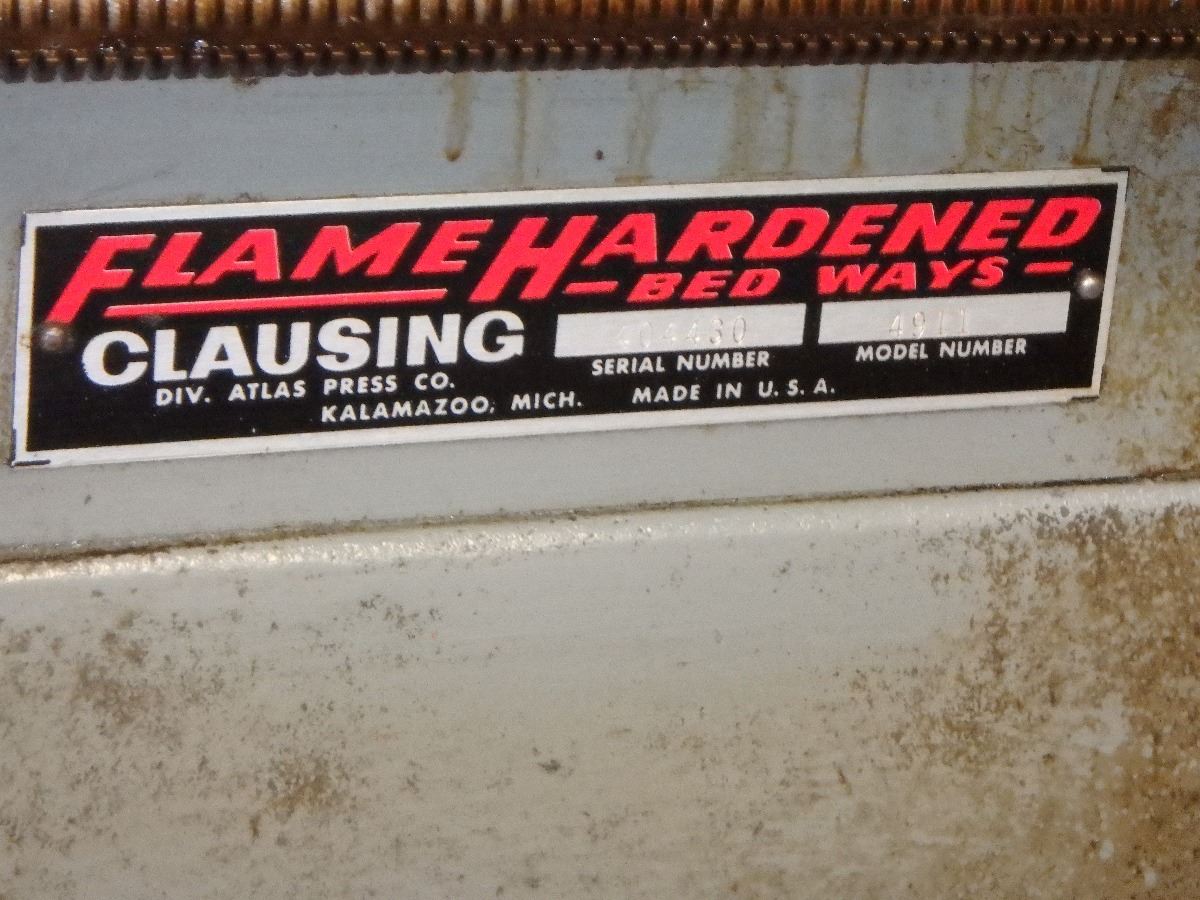 FLAME HARDENED
BED WAYS
CLAUSING
404430 4911
SERIAL NUMBER MODEL NUMBER
DIV. ATLAS PRESS CO.
KALAMAZOO, MICH. MADE IN U.S.A.